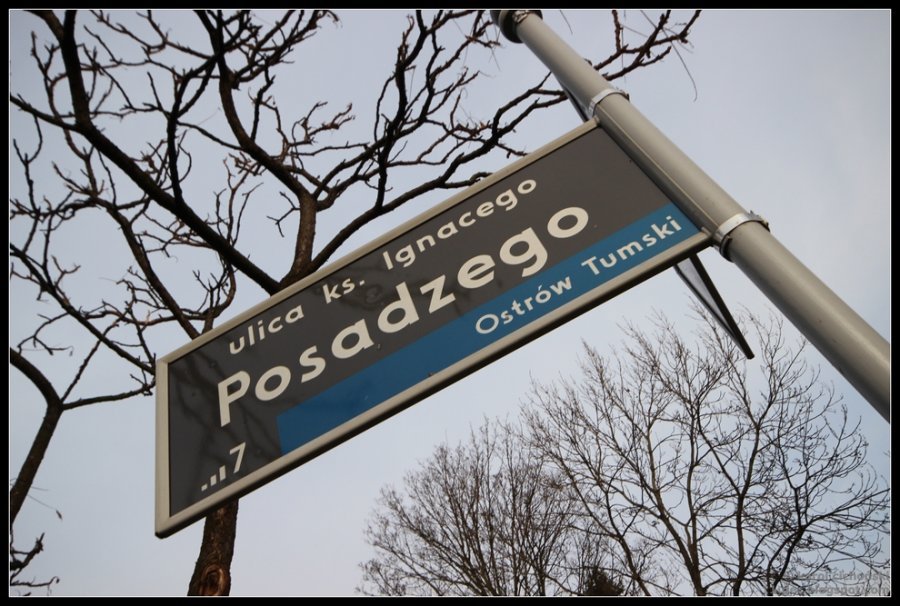 ulica ks. Ignacego
Posadzego
Ostrów Tumski
7